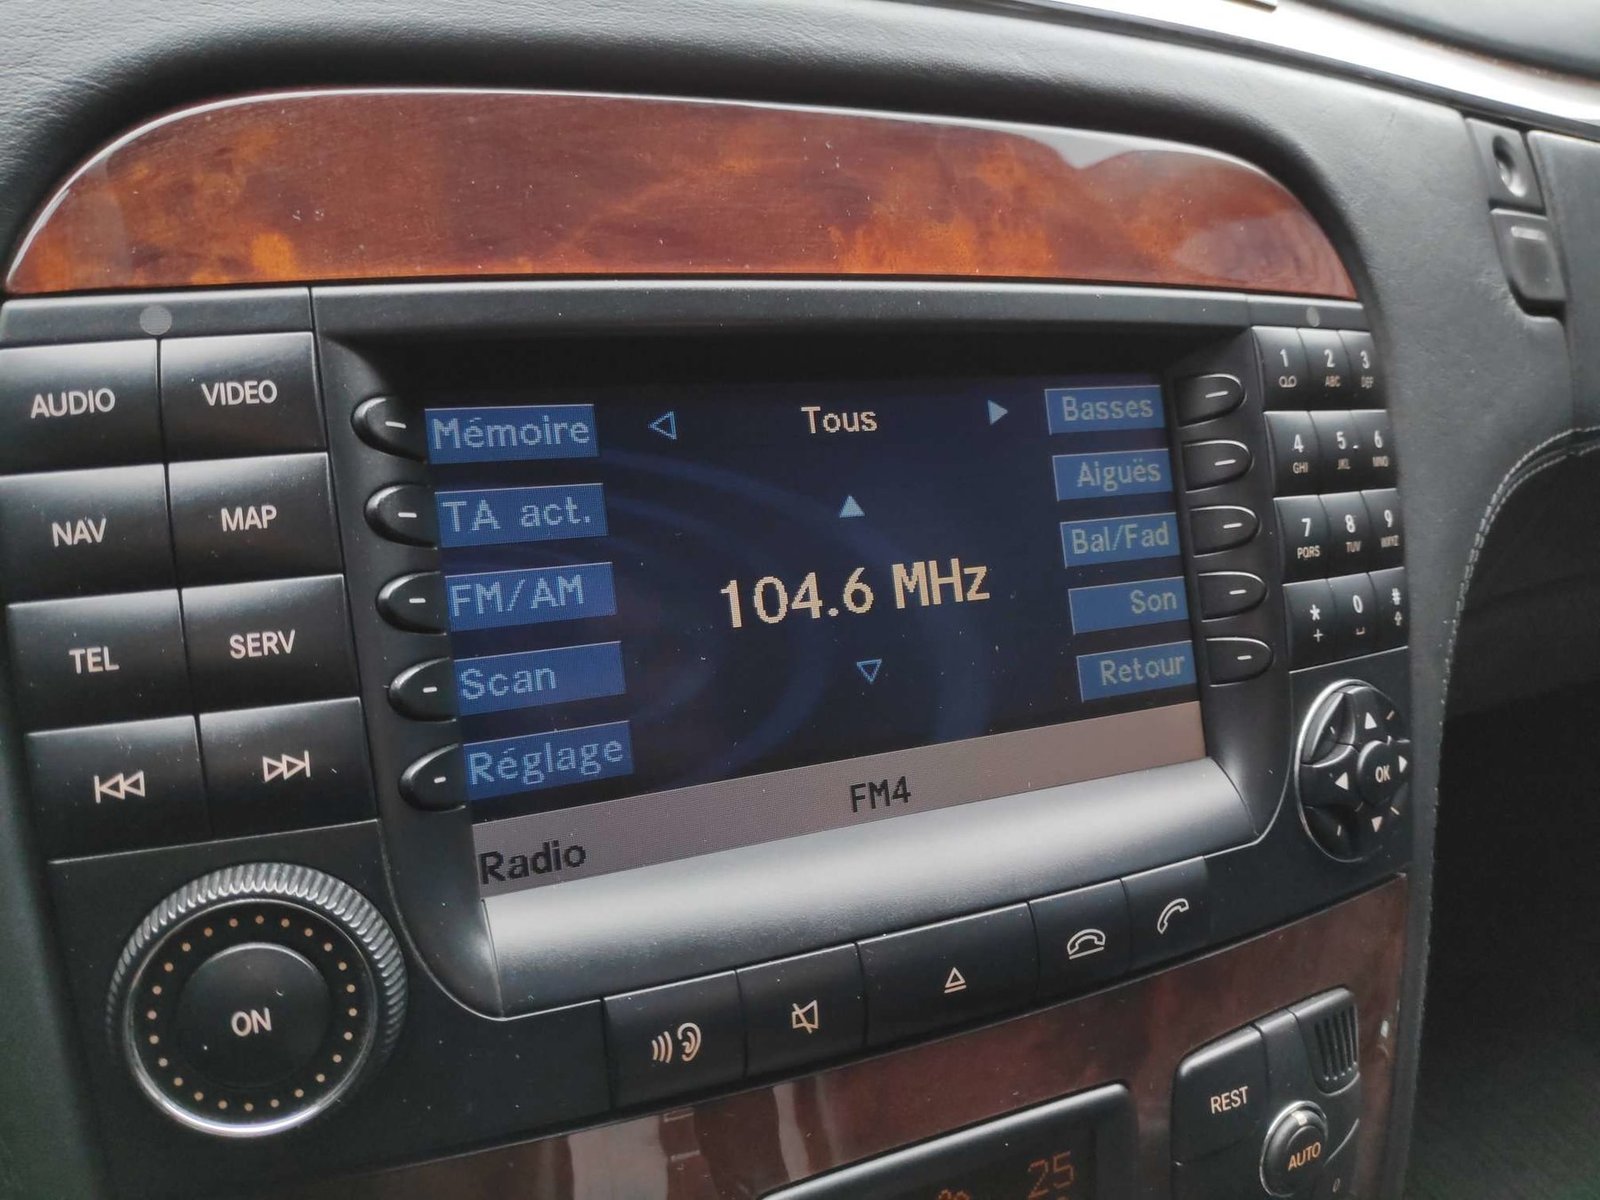 AUDIO
VIDEO
NAV
MAP
TEL
SERV
ON
Mémoire
TA act.
FM/AM
Scan
Réglage
Tous
104.6 MHz
FM4
Radio
Basses
Aiguës
Bal/Fad
Son
Retour
1 2 3
ABC DEF
4 5 6
GHI JKL MNO
7 8 9
PQRS TUV WXYZ
* 0 #
+
OK
REST
AUTO
25
0